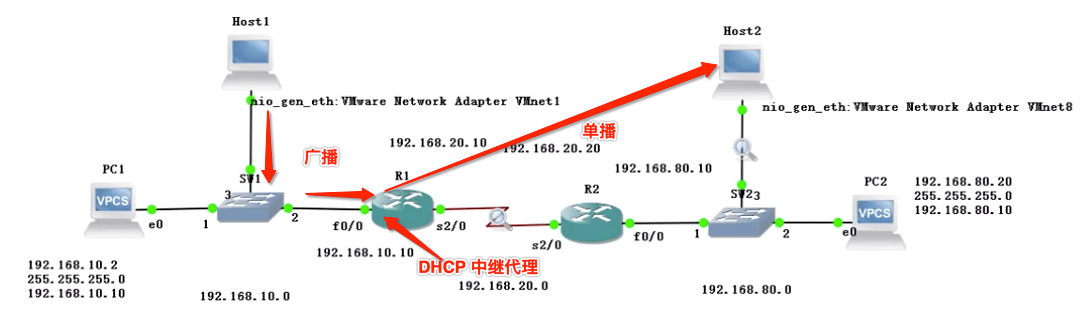 Host1
Host2
nio_gen_eth:VMware Network Adapter VMnet1
nio_gen_eth:VMware Network Adapter VMnet8
广播
单播
192.168.20.10
192.168.20.20
192.168.80.10
PC1
SW1
R1
R2
SW2
PC2
192.168.80.20
255.255.255.0
192.168.80.10
VPCS
VPCS
3
3
e0
1
2
f0/0
s2/0
s2/0
f0/0
1
2
e0
192.168.10.10
DHCP 中继代理
192.168.10.2
255.255.255.0
192.168.10.10
192.168.10.0
192.168.20.0
192.168.80.0